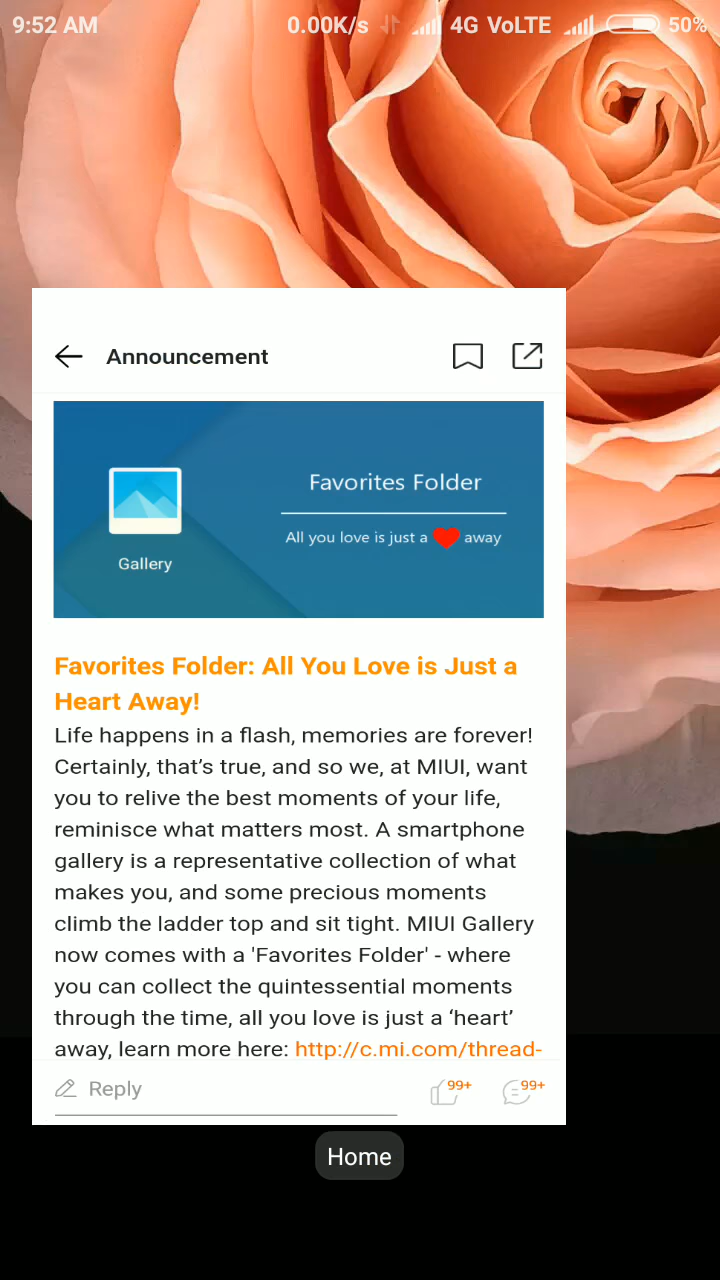 9:52 AM 0.00K/s 4G VoLTE 50%
Announcement
Favorites Folder
All you love is just a away
Gallery
Favorites Folder: All You Love is Just a
Heart Away!
Life happens in a flash, memories are forever!
Certainly, that’s true, and so we, at MIUI, want
you to relive the best moments of your life,
reminisce what matters most. A smartphone
gallery is a representative collection of what
makes you, and some precious moments
climb the ladder top and sit tight. MIUI Gallery
now comes with a 'Favorites Folder' - where
you can collect the quintessential moments
through the time, all you love is just a ‘heart’
away, learn more here: http://c.mi.com/thread-
Reply 99+ 99+
Home